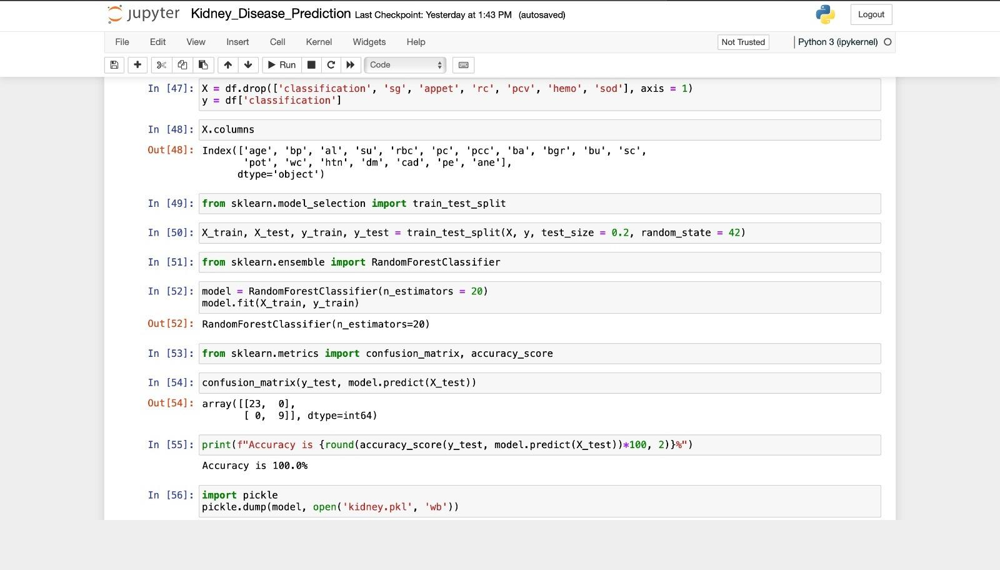 jupyter Kidney_Disease_Prediction Last Checkpoint: Yesterday at 1:43 PM (autosaved) Logout
File Edit View Insert Cell Kernel Widgets Help Not Trusted Python 3 (ipykernel)
Run Code
In [47]: X = df.drop(['classification', 'sg', 'appet', 'rc', 'pcv', 'hemo', 'sod'], axis = 1)
y = df['classification']
In [48]: X.columns
Out[48]: Index(['age', 'bp', 'al', 'su', 'rbc', 'pc', 'pcc', 'ba', 'bgr', 'bu', 'sc',
'pot', 'wc', 'htn', 'dm', 'cad', 'pe', 'ane'],
dtype='object')
In [49]: from sklearn.model_selection import train_test_split
In [50]: X_train, X_test, y_train, y_test = train_test_split(X, y, test_size = 0.2, random_state = 42)
In [51]: from sklearn.ensemble import RandomForestClassifier
In [52]: model = RandomForestClassifier(n_estimators = 20)
model.fit(X_train, y_train)
Out[52]: RandomForestClassifier(n_estimators=20)
In [53]: from sklearn.metrics import confusion_matrix, accuracy_score
In [54]: confusion_matrix(y_test, model.predict(X_test))
Out[54]: array([[23, 0],
[ 0, 9]], dtype=int64)
In [55]: print(f"Accuracy is {round(accuracy_score(y_test, model.predict(X_test))*100, 2)}%")
Accuracy is 100.0%
In [56]: import pickle
pickle.dump(model, open('kidney.pkl', 'wb'))